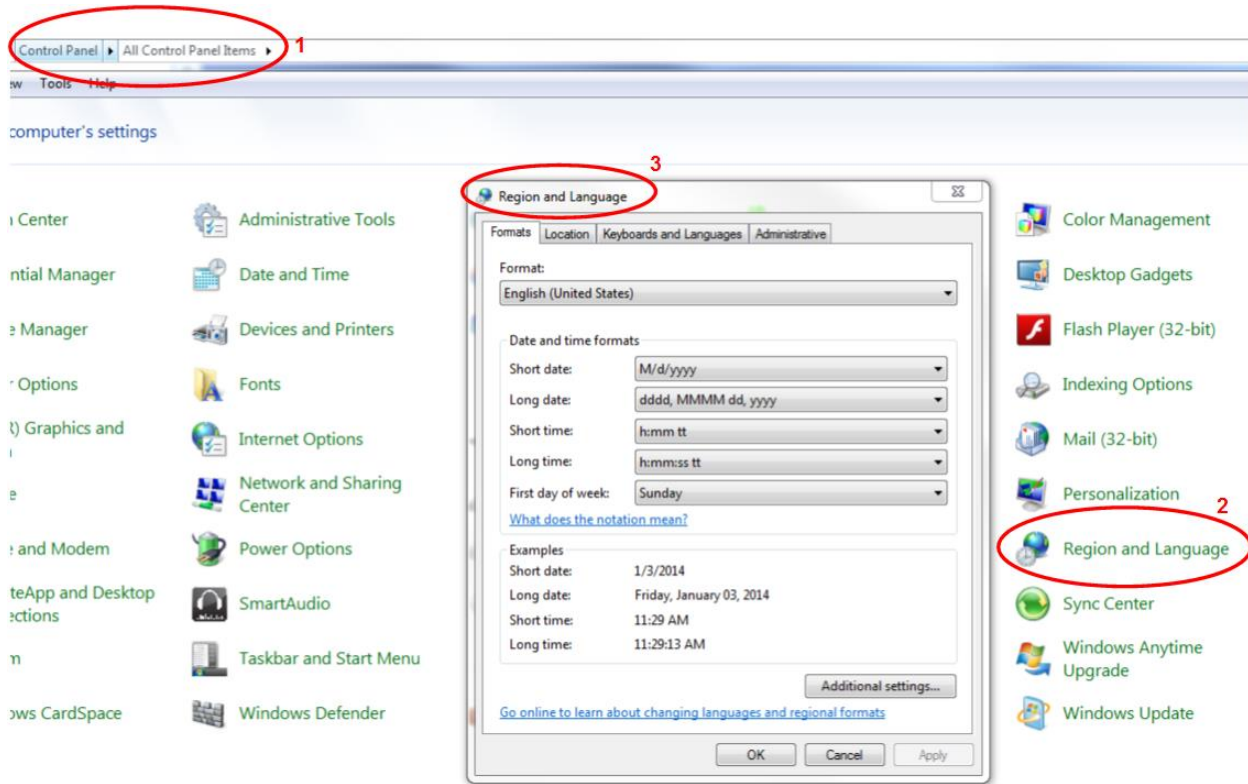 Control Panel ▸ All Control Panel Items ▸
1
Tools Help
computer's settings
3
Center
Administrative Tools
ntial Manager
Date and Time
Manager
Devices and Printers
Options
Fonts
Graphics and
Internet Options
Network and Sharing
Center
and Modem
Power Options
teApp and Desktop
ections
SmartAudio
Taskbar and Start Menu
ows CardSpace
Windows Defender
Region and Language
Formats Location Keyboards and Languages Administrative
Format:
English (United States)
Date and time formats
Short date: M/d/yyyy
Long date: dddd, MMMM dd, yyyy
Short time: h:mm tt
Long time: h:mm:ss tt
First day of week: Sunday
What does the notation mean?
Examples
Short date: 1/3/2014
Long date: Friday, January 03, 2014
Short time: 11:29 AM
Long time: 11:29:13 AM
Additional settings...
Go online to learn about changing languages and regional formats
OK Cancel Apply
Color Management
Desktop Gadgets
Flash Player (32-bit)
Indexing Options
Mail (32-bit)
Personalization
2
Region and Language
Sync Center
Windows Anytime
Upgrade
Windows Update